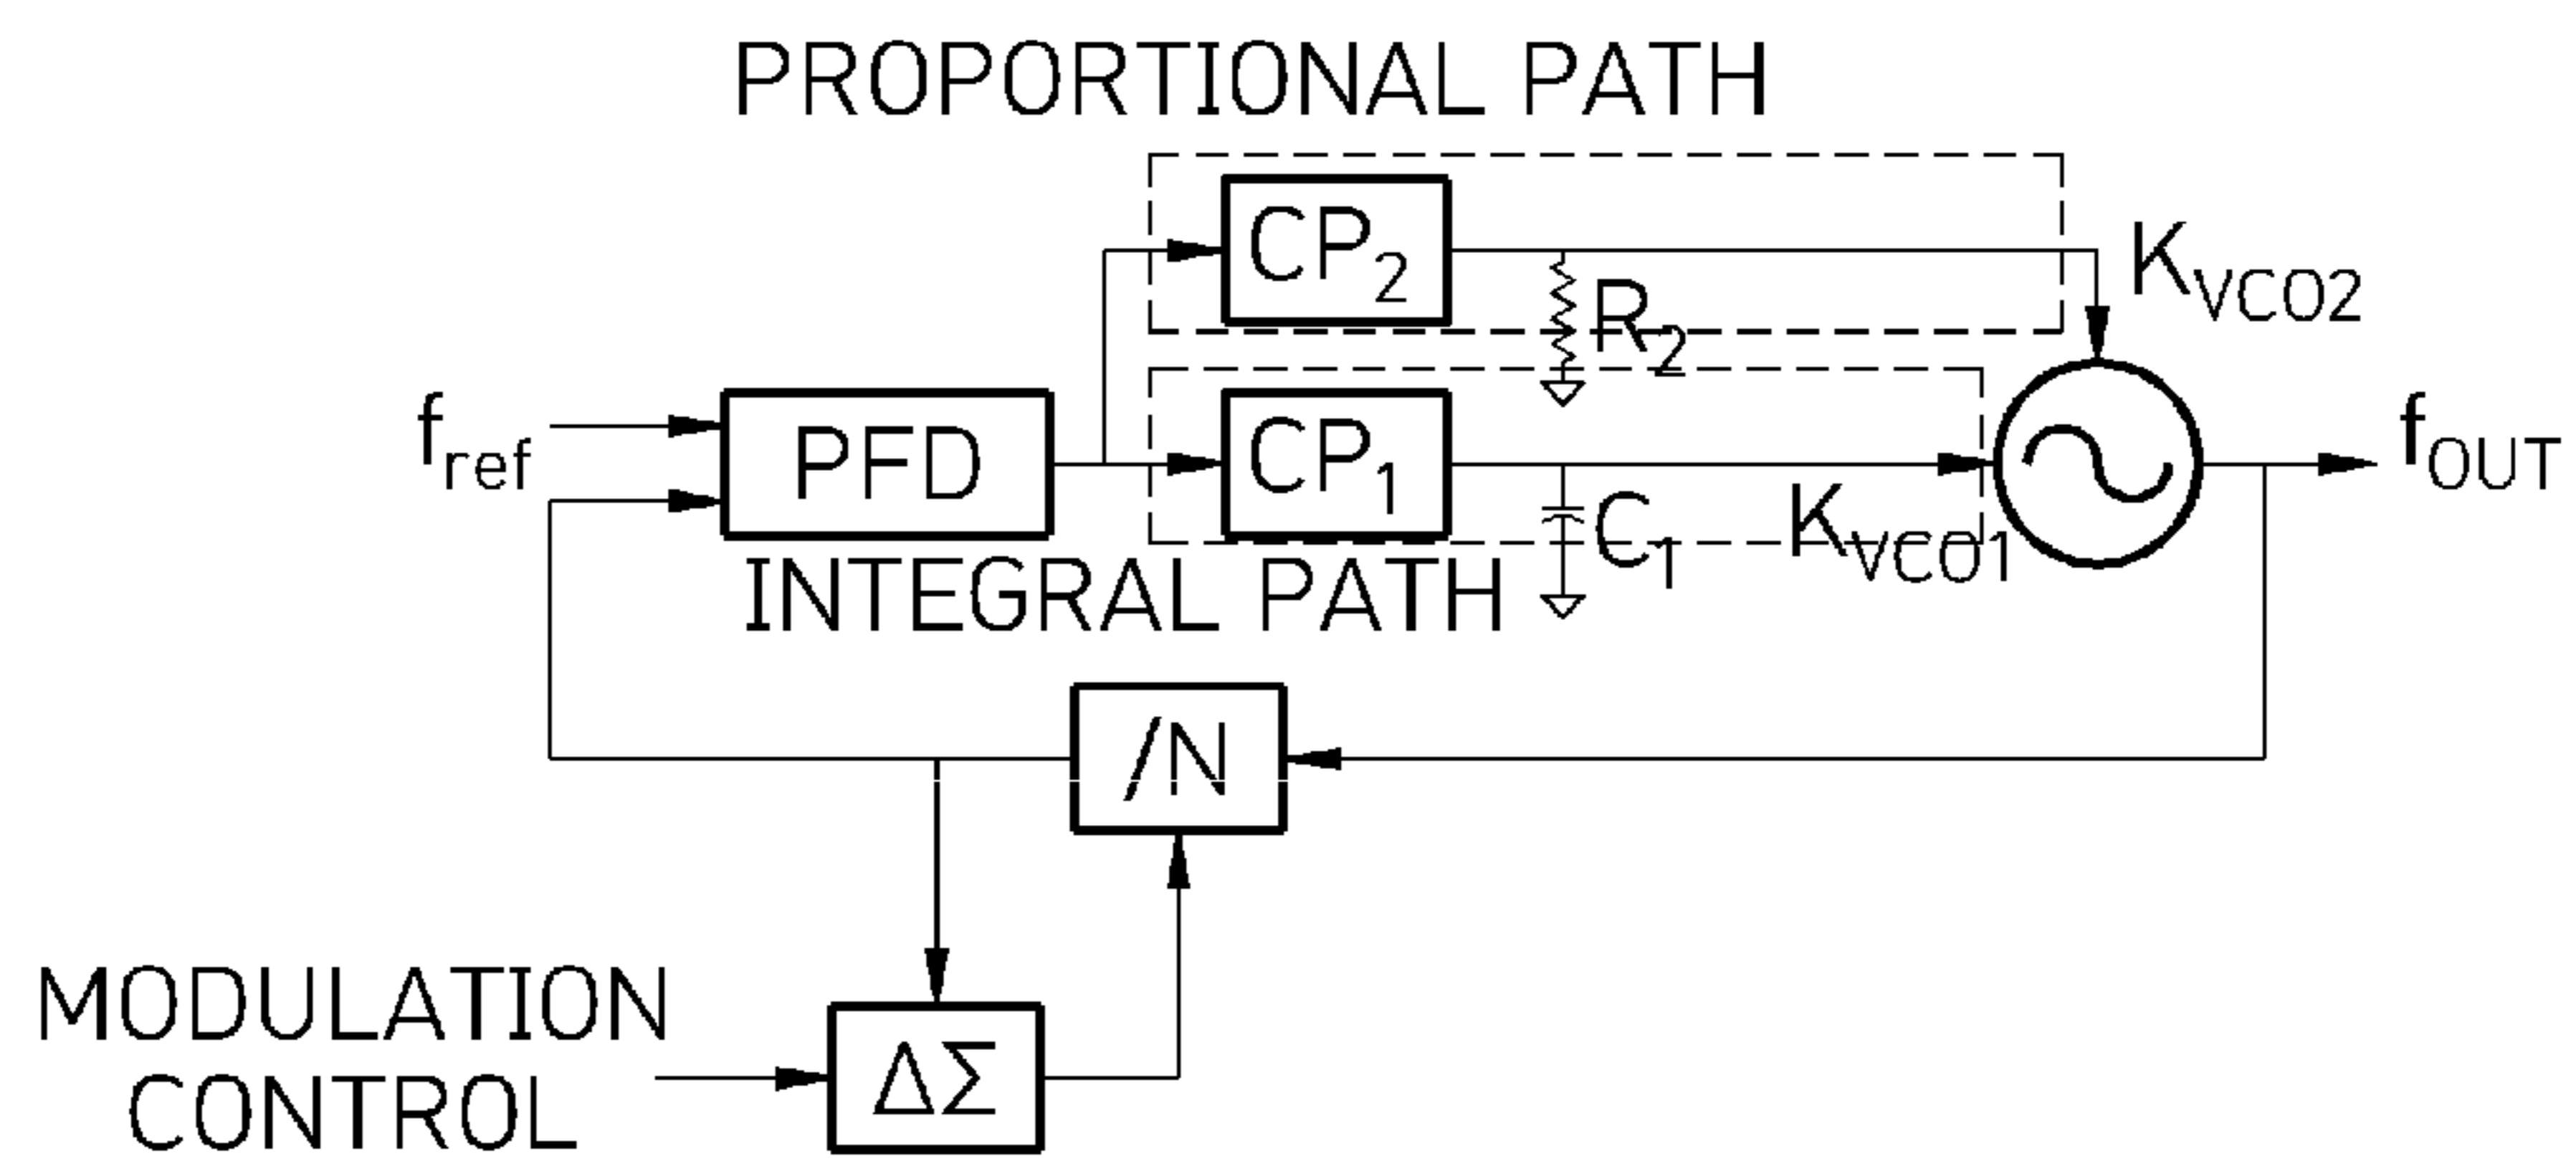 PROPORTIONAL PATH
CP2
KVCO2
R2
fref
PFD
CP1
fOUT
C1
KVCO1
INTEGRAL PATH
/N
MODULATION
CONTROL
ΔΣ